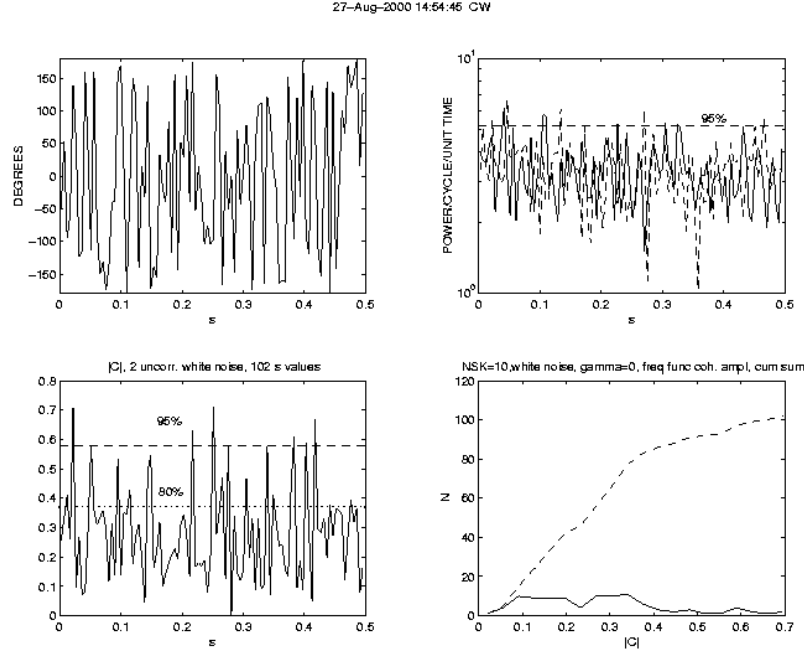 27-Aug-2000 14:54:45 CW
DEGREES
150
100
50
0
-50
-100
-150
0 0.1 0.2 0.3 0.4 0.5
s
POWER/CYCLE/UNIT TIME
10^1
10^0
95%
0 0.1 0.2 0.3 0.4 0.5
s
|C|, 2 uncorr. white noise, 102 s values
0.8
0.7
0.6
0.5
0.4
0.3
0.2
0.1
0
95%
80%
0 0.1 0.2 0.3 0.4 0.5
s
NSK=10,white noise, gamma=0, freq func coh. ampl, cum sum
N
120
100
80
60
40
20
0
0 0.1 0.2 0.3 0.4 0.5 0.6 0.7
|C|